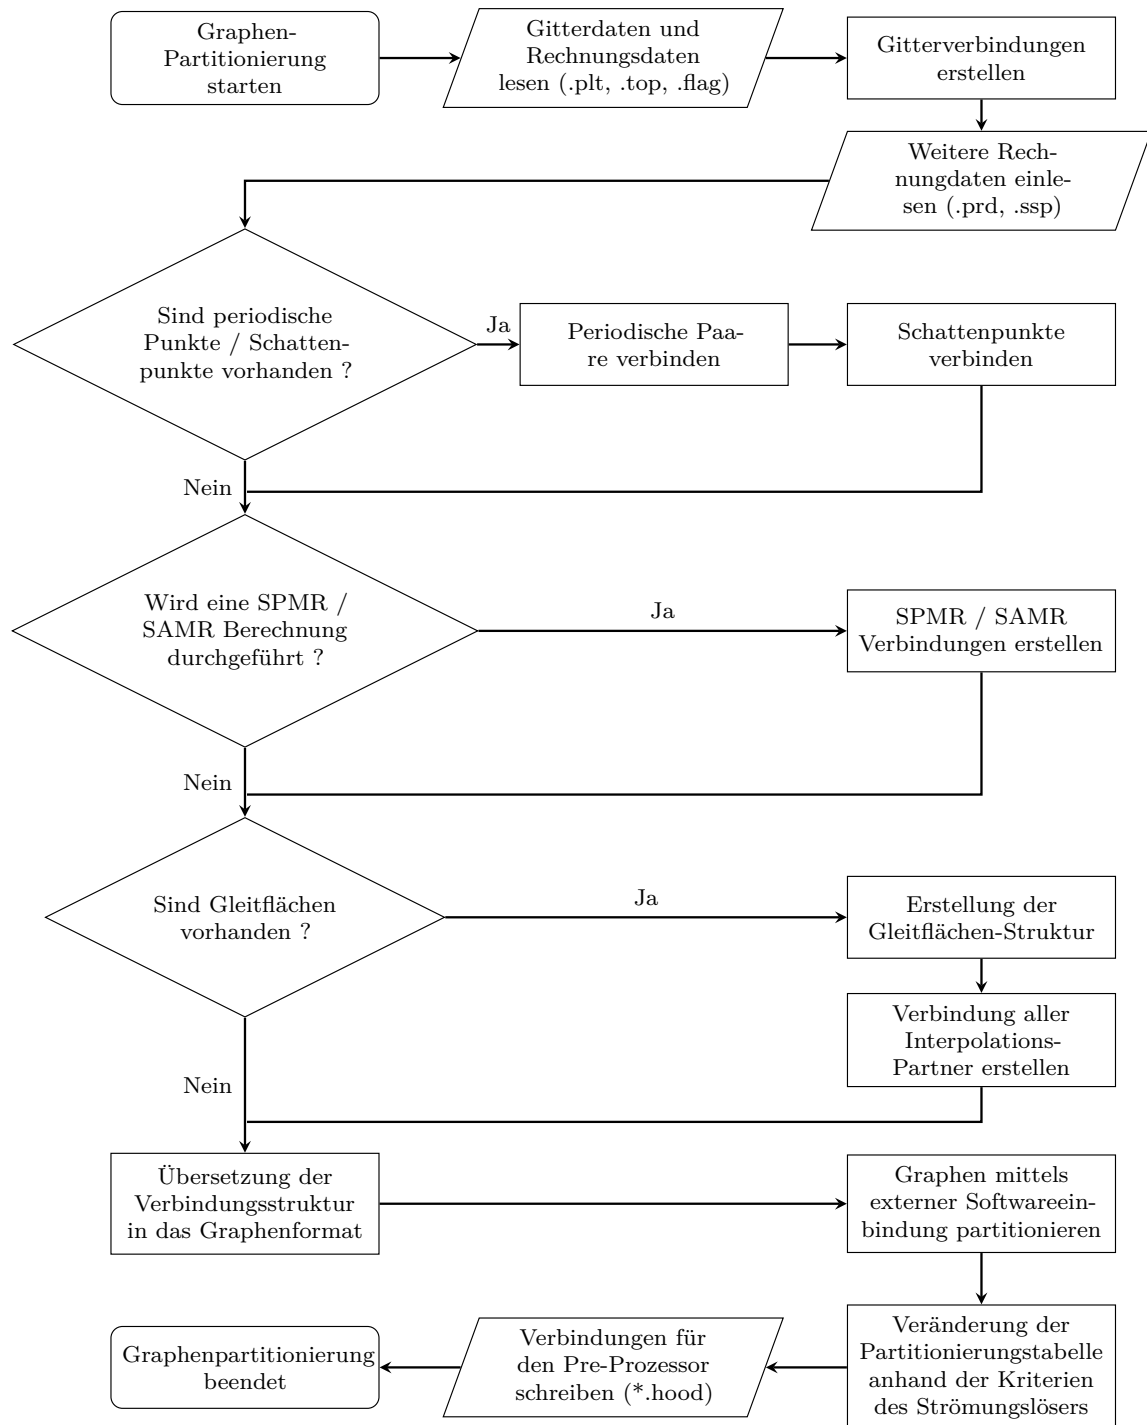 Graphen-
Partitionierung
starten
Gitterdaten und
Rechnungsdaten
lesen (.plt, .top, .flag)
Gitterverbindungen
erstellen
Weitere Rech-
nungdaten einle-
sen (.prd, .ssp)
Sind periodische
Punkte / Schatten-
punkte vorhanden ?
Ja
Periodische Paa-
re verbinden
Schattenpunkte
verbinden
Nein
Wird eine SPMR /
SAMR Berechnung
durchgeführt ?
Ja
SPMR / SAMR
Verbindungen erstellen
Nein
Sind Gleitflächen
vorhanden ?
Ja
Erstellung der
Gleitflächen-Struktur
Verbindung aller
Interpolations-
Partner erstellen
Nein
Übersetzung der
Verbindungsstruktur
in das Graphenformat
Graphen mittels
externer Softwareein-
bindung partitionieren
Veränderung der
Partitionierungstabelle
anhand der Kriterien
des Strömungslösers
Verbindungen für
den Pre-Prozessor
schreiben (*.hood)
Graphenpartitionierung
beendet